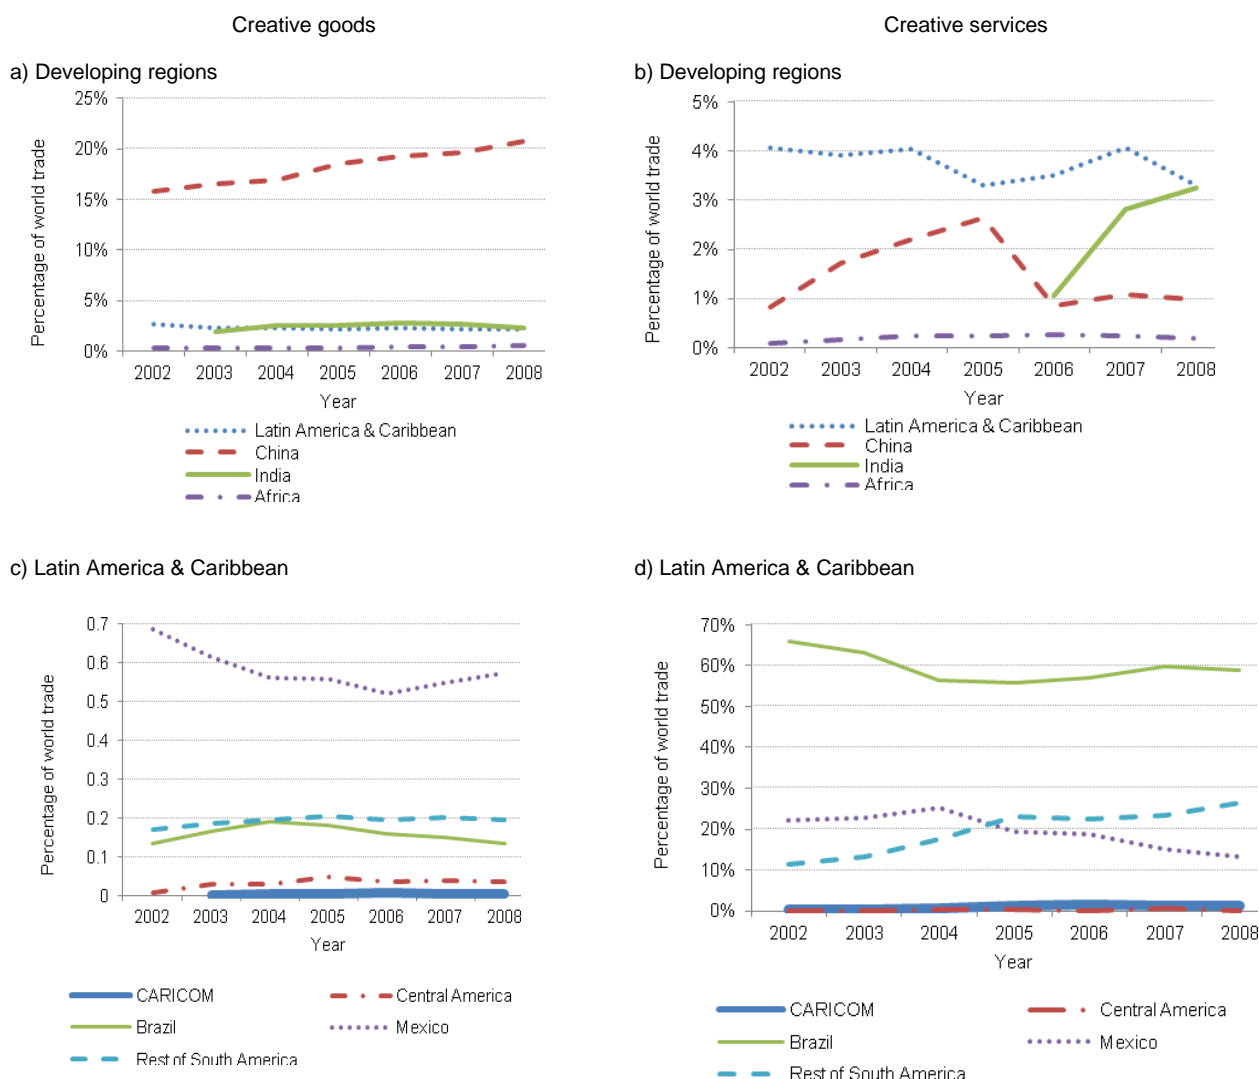 Creative goods
Creative services
a) Developing regions
Percentage of world trade
25%
20%
15%
10%
5%
0%
2002 2003 2004 2005 2006 2007 2008
Year
Latin America & Caribbean
China
India
Africa
b) Developing regions
Percentage of world trade
5%
4%
3%
2%
1%
0%
2002 2003 2004 2005 2006 2007 2008
Year
Latin America & Caribbean
China
India
Africa
c) Latin America & Caribbean
Percentage of world trade
0.7
0.6
0.5
0.4
0.3
0.2
0.1
0
2002 2003 2004 2005 2006 2007 2008
Year
CARICOM
Central America
Brazil
Mexico
Rest of South America
d) Latin America & Caribbean
Percentage of world trade
70%
60%
50%
40%
30%
20%
10%
0%
2002 2003 2004 2005 2006 2007 2008
Year
CARICOM
Central America
Brazil
Mexico
Rest of South America